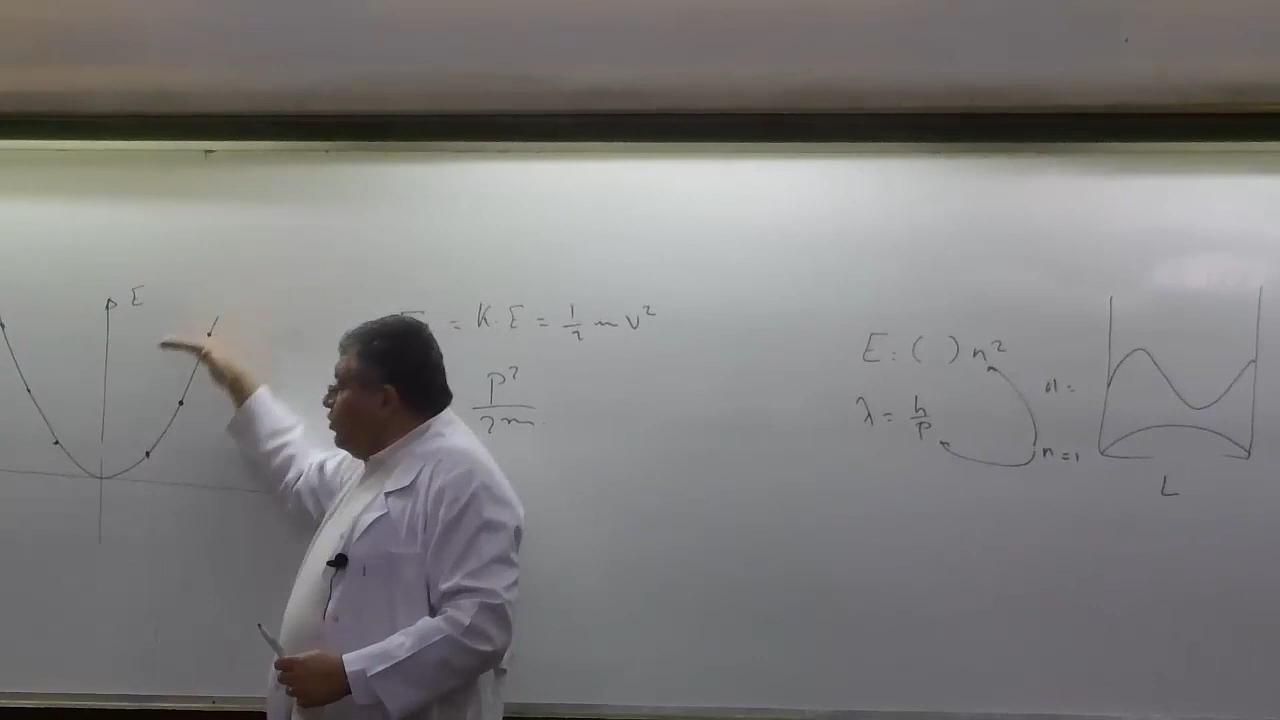 E
= K.E = 1/2 m v²
P²/2m
E = ( ) n²
λ = h/P
n =
n = 1
L